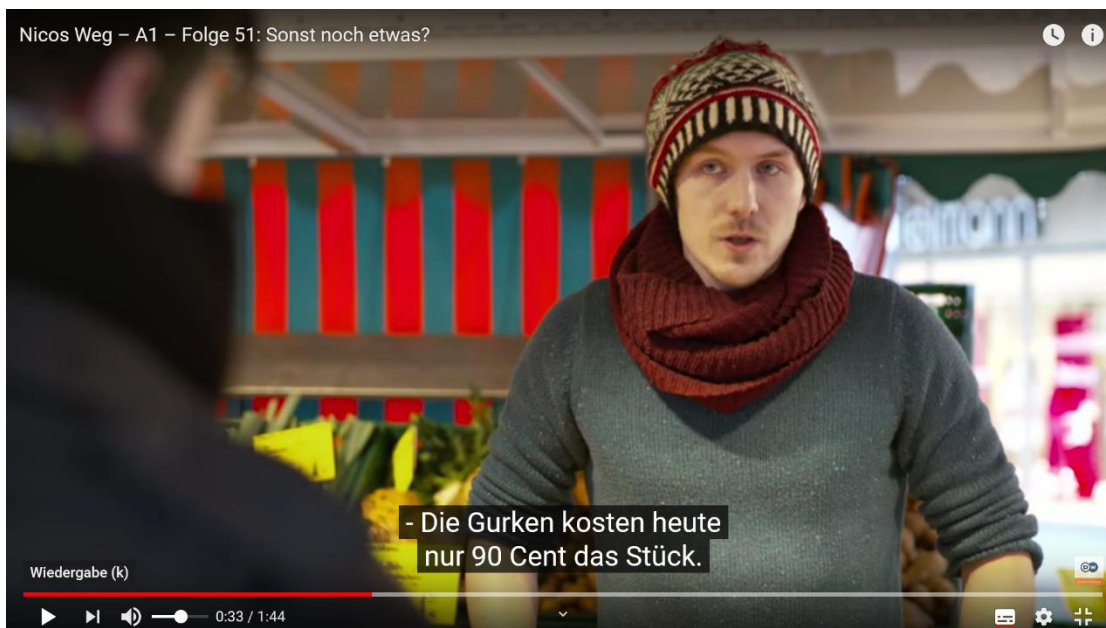 Nicos Weg – A1 – Folge 51: Sonst noch etwas?
- Die Gurken kosten heute
nur 90 Cent das Stück.
Wiedergabe (k)
DW
0:33 / 1:44